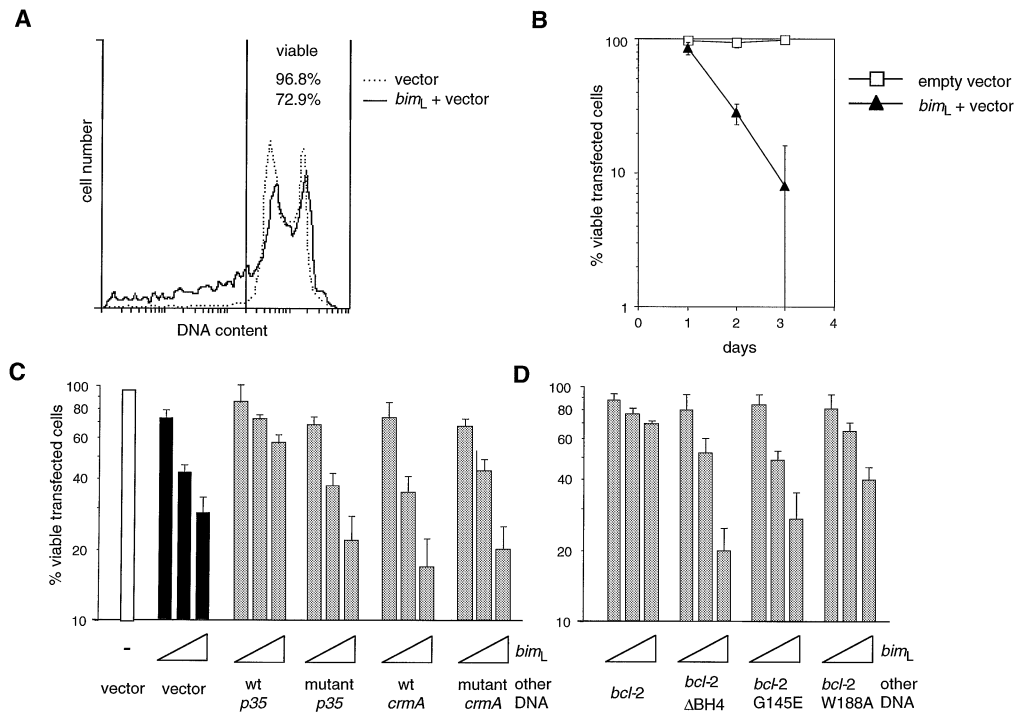 A
viable
96.8%
72.9%
vector
bimL + vector
cell number
DNA content
B
100
10
1
0
1
2
3
4
% viable transfected cells
days
empty vector
bimL + vector
C
100
80
60
40
20
10
% viable transfected cells
- bimL
vector
vector
wt p35
mutant p35
wt crmA
mutant crmA
other DNA
D
100
80
60
40
20
10
bimL
bcl-2
bcl-2 ΔBH4
bcl-2 G145E
bcl-2 W188A
other DNA